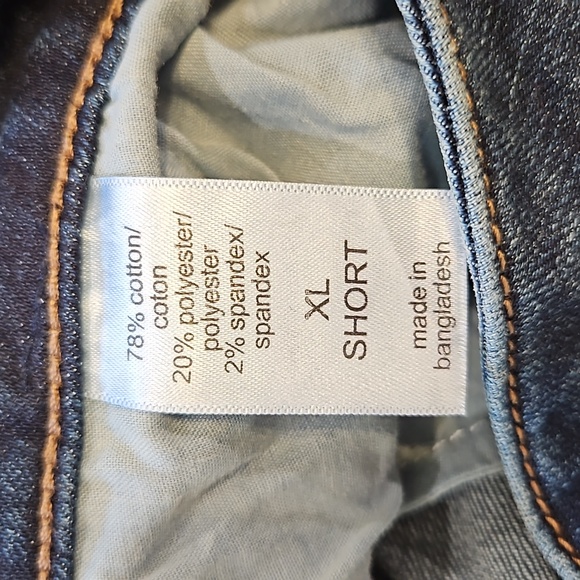 78% cotton/
coton
20% polyester/
polyester
2% spandex/
spandex
XL
SHORT
made in
bangladesh